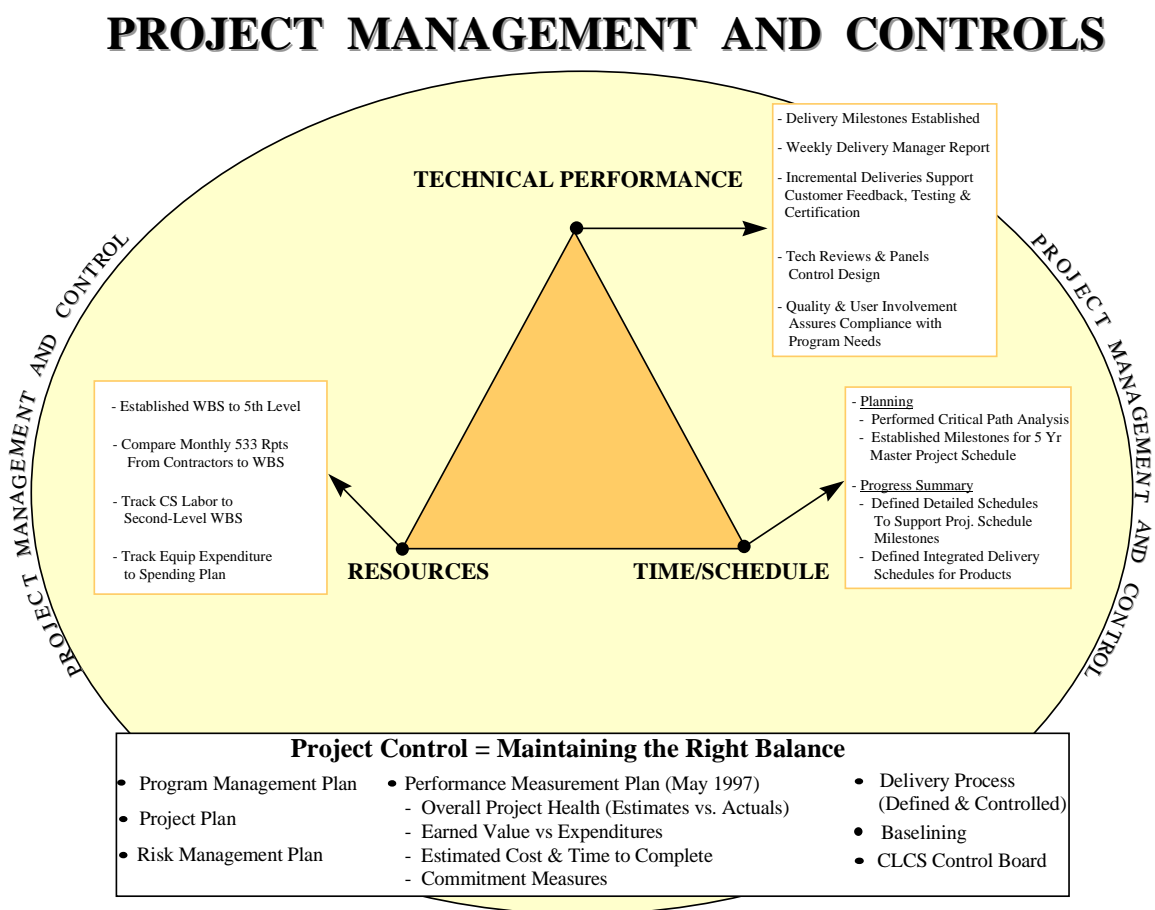 PROJECT MANAGEMENT AND CONTROLS
PROJECT MANAGEMENT AND CONTROL
PROJECT MANAGEMENT AND CONTROL
TECHNICAL PERFORMANCE
- Delivery Milestones Established
- Weekly Delivery Manager Report
- Incremental Deliveries Support
Customer Feedback, Testing &
Certification
- Tech Reviews & Panels
Control Design
- Quality & User Involvement
Assures Compliance with
Program Needs
- Established WBS to 5th Level
- Compare Monthly 533 Rpts
From Contractors to WBS
- Track CS Labor to
Second-Level WBS
- Track Equip Expenditure
to Spending Plan
RESOURCES
TIME/SCHEDULE
- Planning
- Performed Critical Path Analysis
- Established Milestones for 5 Yr
Master Project Schedule
- Progress Summary
- Defined Detailed Schedules
To Support Proj. Schedule
Milestones
- Defined Integrated Delivery
Schedules for Products
Project Control = Maintaining the Right Balance
• Program Management Plan
• Project Plan
• Risk Management Plan
• Performance Measurement Plan (May 1997)
- Overall Project Health (Estimates vs. Actuals)
- Earned Value vs Expenditures
- Estimated Cost & Time to Complete
- Commitment Measures
• Delivery Process
(Defined & Controlled)
• Baselining
• CLCS Control Board